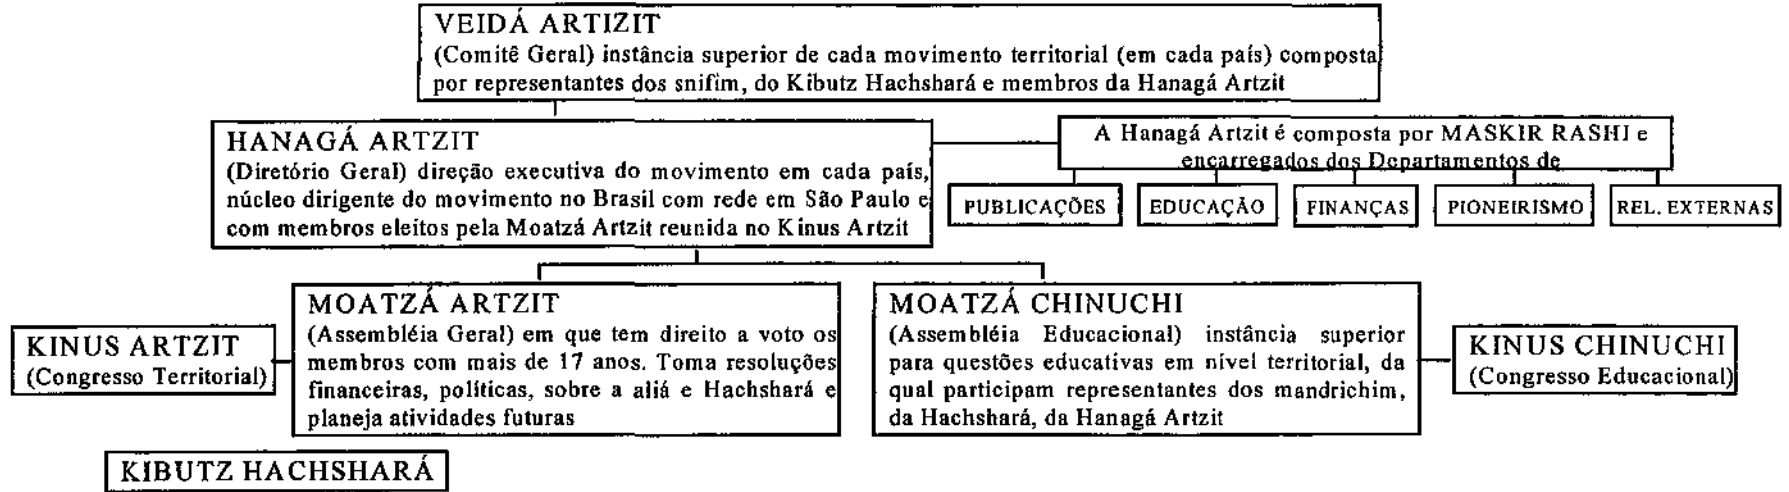 VEIDÁ ARTIZIT
(Comitê Geral) instância superior de cada movimento territorial (em cada país) composta
por representantes dos snifim, do Kibutz Hachshará e membros da Hanagá Artzit
HANAGÁ ARTZIT
(Diretório Geral) direção executiva do movimento em cada país,
núcleo dirigente do movimento no Brasil com rede em São Paulo e
com membros eleitos pela Moatzá Artzit reunida no Kinus Artzit
A Hanagá Artzit é composta por MASKIR RASHI e
encarregados dos Departamentos de
PUBLICAÇÕES
EDUCAÇÃO
FINANÇAS
PIONEIRISMO
REL. EXTERNAS
KINUS ARTZIT
(Congresso Territorial)
MOATZÁ ARTZIT
(Assembléia Geral) em que tem direito a voto os
membros com mais de 17 anos. Toma resoluções
financeiras, políticas, sobre a aliá e Hachshará e
planeja atividades futuras
MOATZÁ CHINUCHI
(Assembléia Educacional) instância superior
para questões educativas em nível territorial, da
qual participam representantes dos mandrichim,
da Hachshará, da Hanagá Artzit
KINUS CHINUCHI
(Congresso Educacional)
KIBUTZ HACHSHARÁ